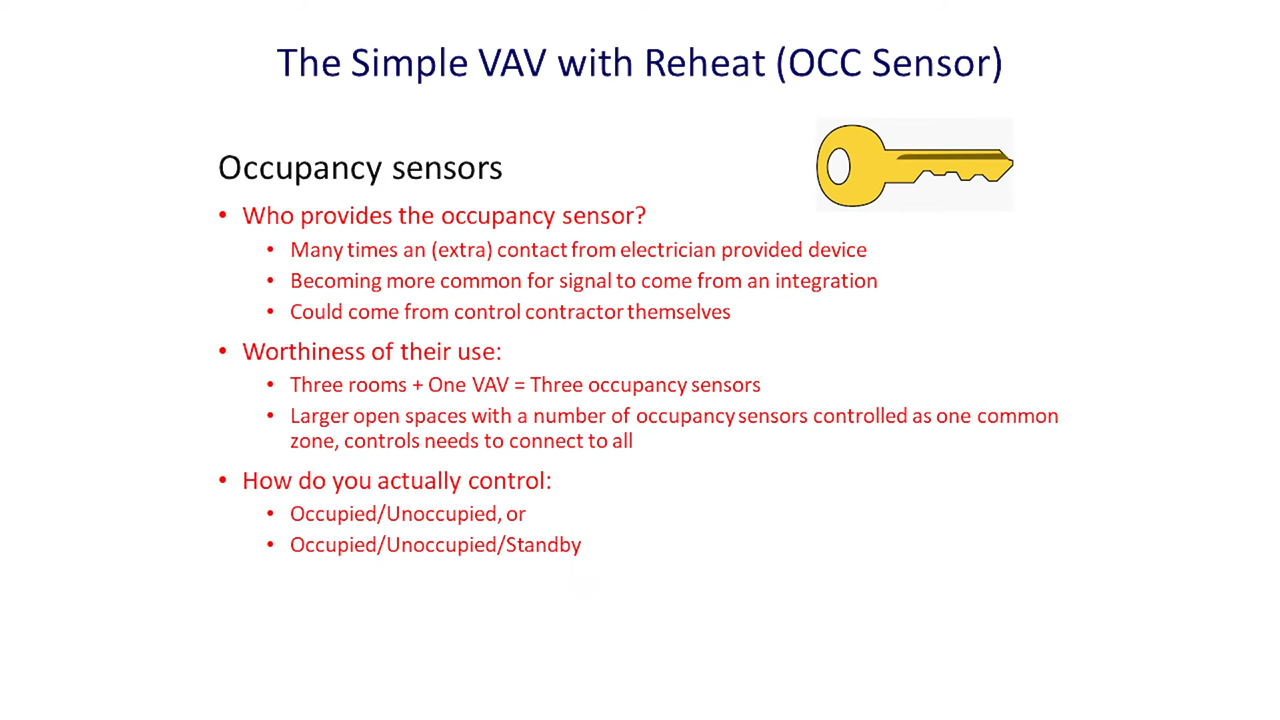 The Simple VAV with Reheat (OCC Sensor)
Occupancy sensors
• Who provides the occupancy sensor?
• Many times an (extra) contact from electrician provided device
• Becoming more common for signal to come from an integration
• Could come from control contractor themselves
• Worthiness of their use:
• Three rooms + One VAV = Three occupancy sensors
• Larger open spaces with a number of occupancy sensors controlled as one common
zone, controls needs to connect to all
• How do you actually control:
• Occupied/Unoccupied, or
• Occupied/Unoccupied/Standby